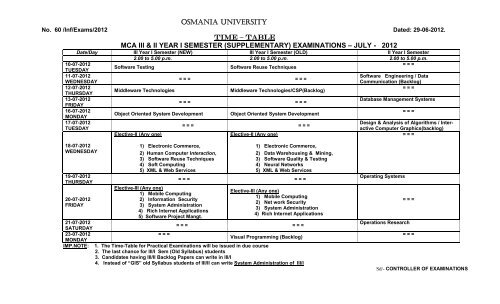 OSMANIA UNIVERSITY
No. 60 /Inf/Exams/2012 Dated: 29-06-2012.
TIME – TABLE
MCA III & II YEAR I SEMESTER (SUPPLEMENTARY) EXAMINATIONS – JULY - 2012
Date/Day III Year I Semester (NEW) III Year I Semester (OLD) II Year I Semester
2.00 to 5.00 p.m. 2.00 to 5.00 p.m. 2.00 to 5.00 p.m.
10-07-2012 TUESDAY Software Testing Software Reuse Techniques = = =
11-07-2012 WEDNESDAY = = = = = = Software Engineering / Data Communication (Backlog)
12-07-2012 THURSDAY Middleware Technologies Middleware Technologies/CSP(Backlog) = = =
13-07-2012 FRIDAY = = = = = = Database Management Systems
16-07-2012 MONDAY Object Oriented System Development Object Oriented System Development = = =
17-07-2012 TUESDAY = = = = = = Design & Analysis of Algorithms / Interactive Computer Graphics(backlog)
18-07-2012 WEDNESDAY
Elective-II (Any one)
1) Electronic Commerce,
2) Human Computer Interaction,
3) Software Reuse Techniques
4) Soft Computing
5) XML & Web Services
Elective-II (Any one)
1) Electronic Commerce,
2) Data Warehousing & Mining,
3) Software Quality & Testing
4) Neural Networks
5) XML & Web Services
= = =
19-07-2012 THURSDAY = = = = = = Operating Systems
20-07-2012 FRIDAY
Elective-III (Any one)
1) Mobile Computing
2) Information Security
3) System Administration
4) Rich Internet Applications
5) Software Project Mangt.
Elective-III (Any one)
1) Mobile Computing
2) Net work Security
3) System Administration
4) Rich Internet Applications
= = =
21-07-2012 SATURDAY = = = = = = Operations Research
23-07-2012 MONDAY = = = Visual Programming (Backlog) = = =
IMP.NOTE: 1. The Time-Table for Practical Examinations will be issued in due course
2. The last chance for III/I Sem (Old Syllabus) students
3. Candidates having III/II Backlog Papers can write in III/I
4. Instead of “GIS” old Syllabus students of III/II can write System Administration of III/I
Sd/- CONTROLLER OF EXAMINATIONS